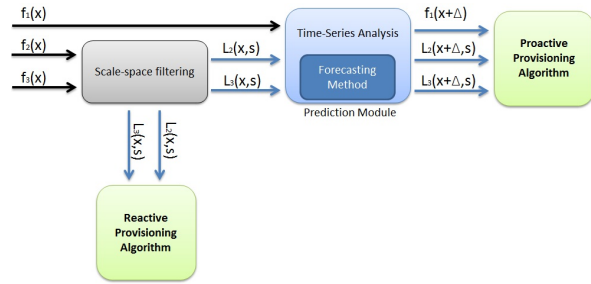 f₁(x)
f₂(x)
f₃(x)
Scale-space filtering
L₂(x,s)
L₃(x,s)
Time-Series Analysis
Forecasting
Method
Prediction Module
f₁(x+Δ)
L₂(x+Δ,s)
L₃(x+Δ,s)
Proactive
Provisioning
Algorithm
L₃(x,s)
L₂(x,s)
Reactive
Provisioning
Algorithm